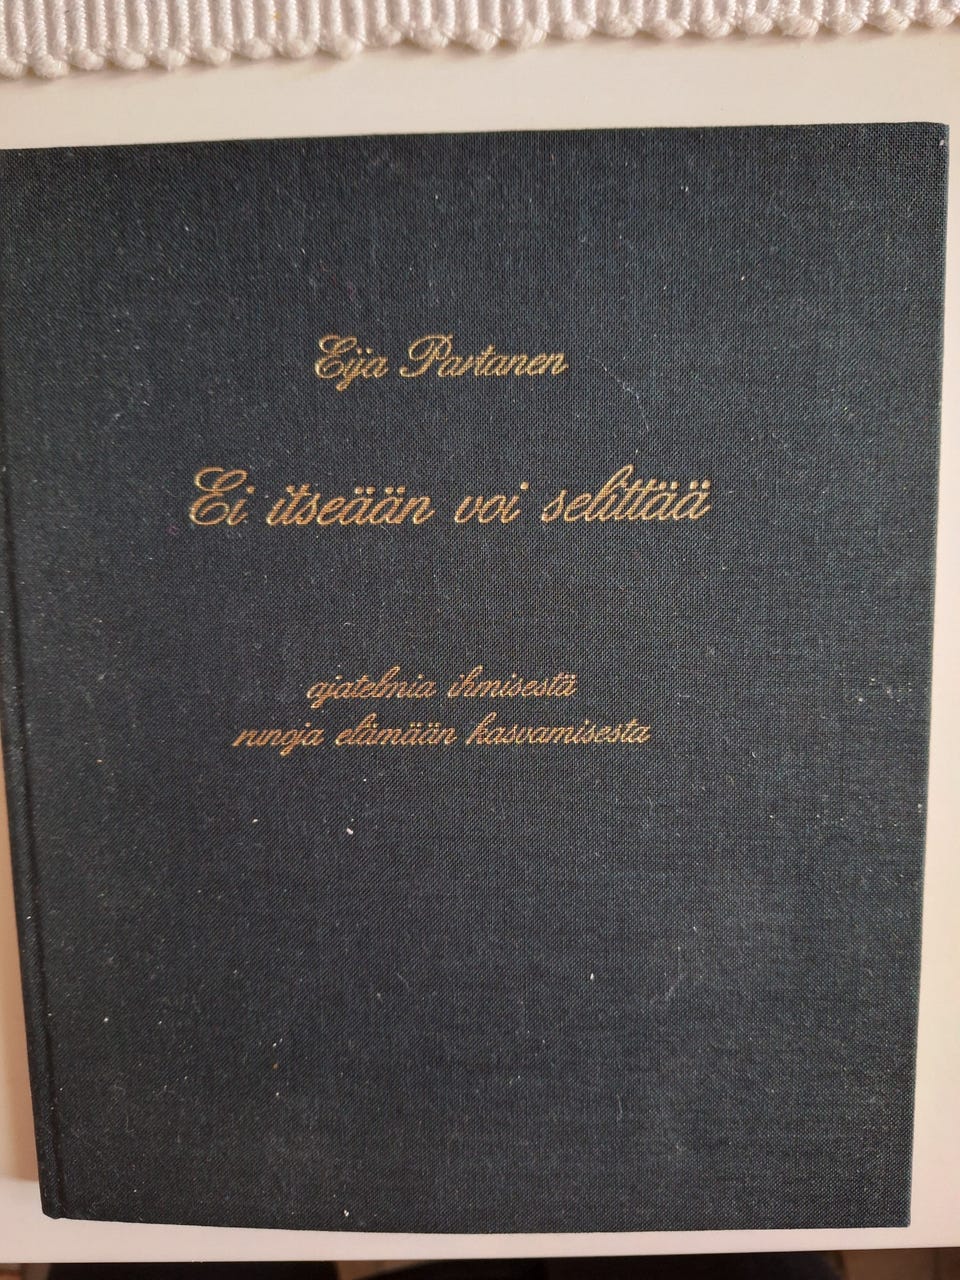 Eija Partanen
Ei itseään voi selittää
ajatelmia ihmisestä
runoja elämään kasvamisesta